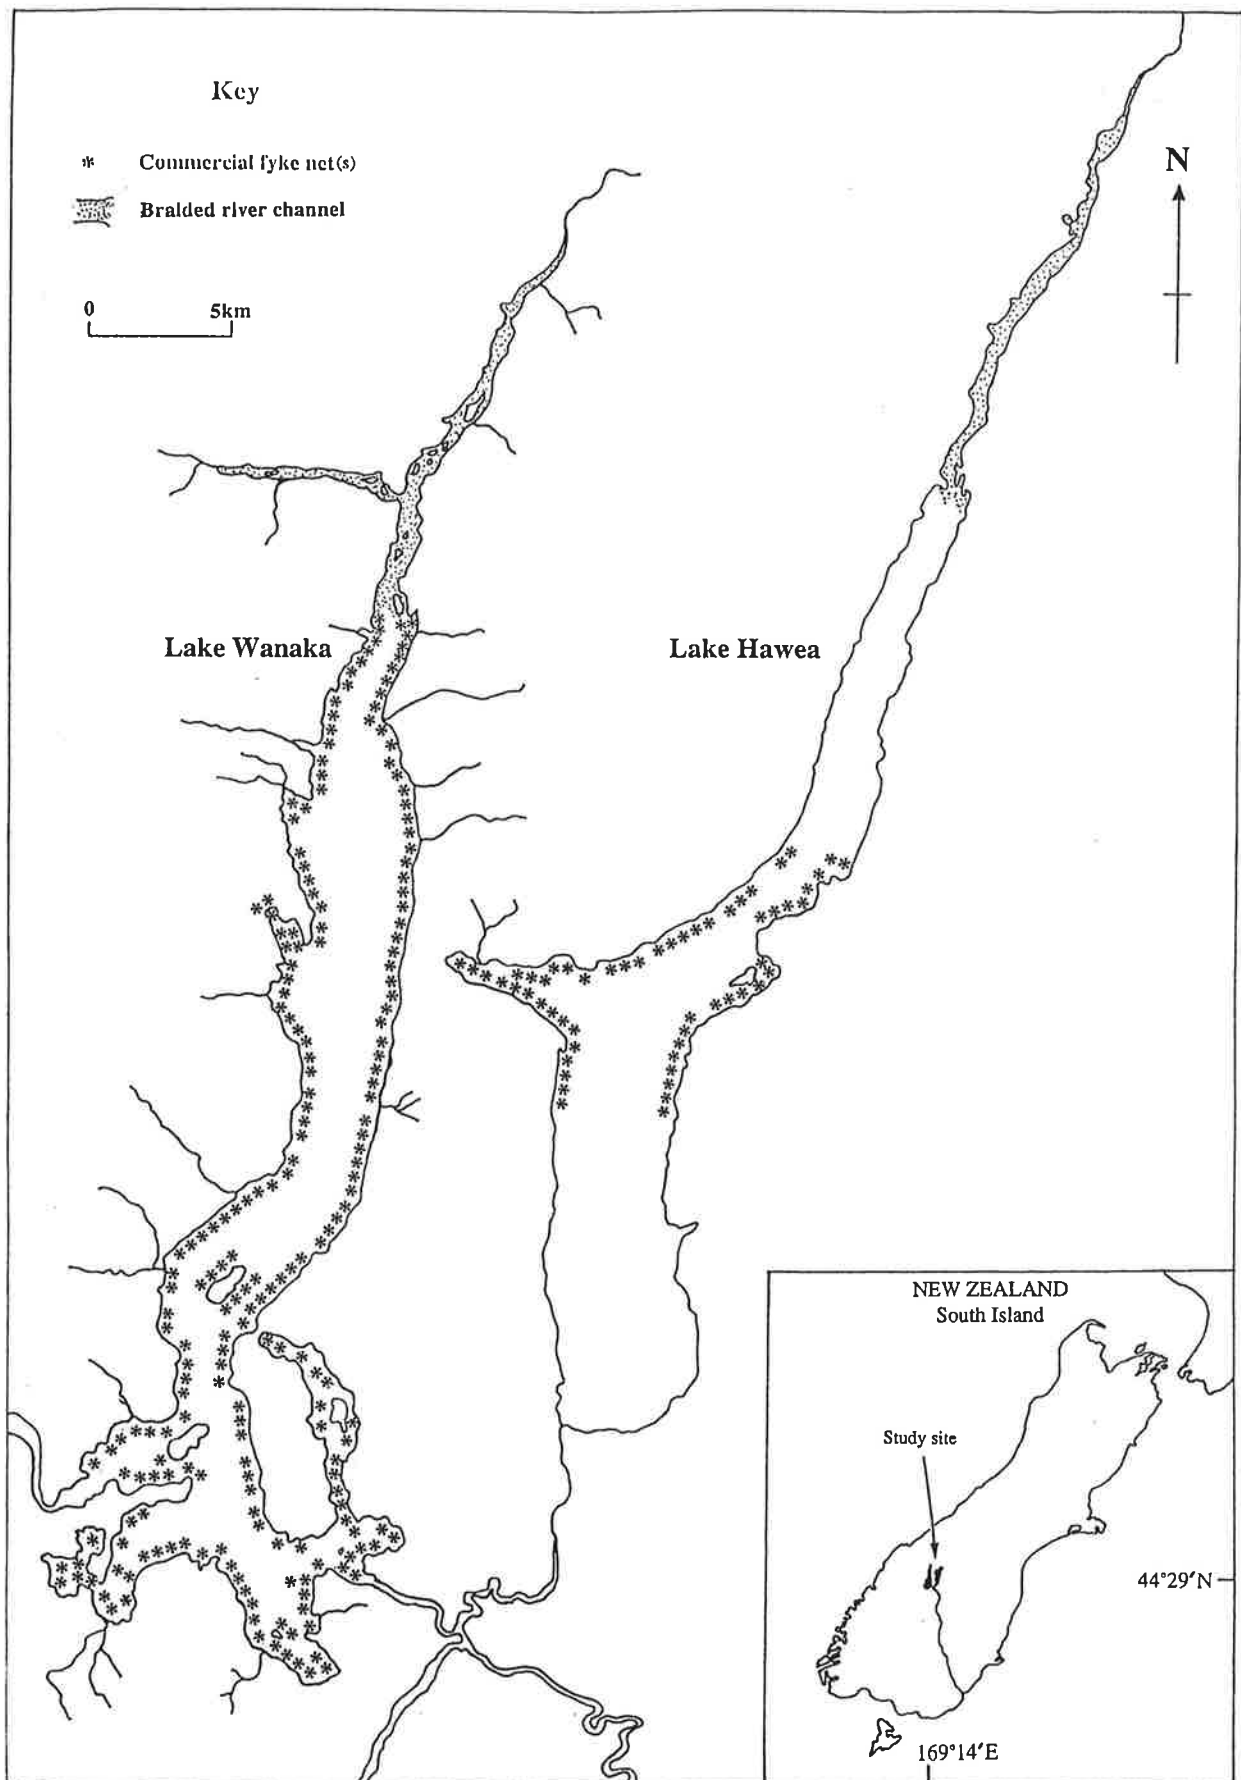 Key
* Commercial fyke net(s)
Braided river channel
0 5km
N
Lake Wanaka
Lake Hawea
NEW ZEALAND
South Island
Study site
44°29′N
169°14′E